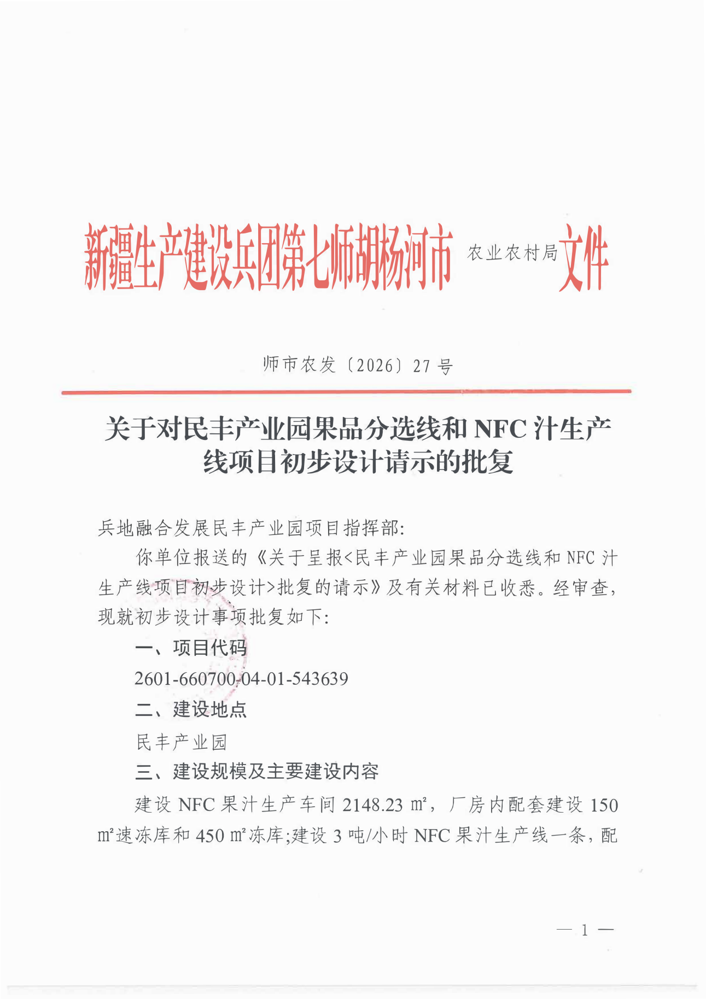 新疆生产建设兵团第七师胡杨河市 农业农村局 文件
师市农发〔2026〕27 号
关于对民丰产业园果品分选线和 NFC 汁生产
线项目初步设计请示的批复
兵地融合发展民丰产业园项目指挥部:
你单位报送的《关于呈报<民丰产业园果品分选线和 NFC 汁
生产线项目初步设计>批复的请示》及有关材料已收悉。经审查,
现就初步设计事项批复如下:
一、项目代码
2601-660700-04-01-543639
二、建设地点
民丰产业园
三、建设规模及主要建设内容
建设 NFC 果汁生产车间 2148.23 ㎡, 厂房内配套建设 150
㎡速冻库和 450 ㎡冻库;建设 3 吨/小时 NFC 果汁生产线一条, 配
— 1 —